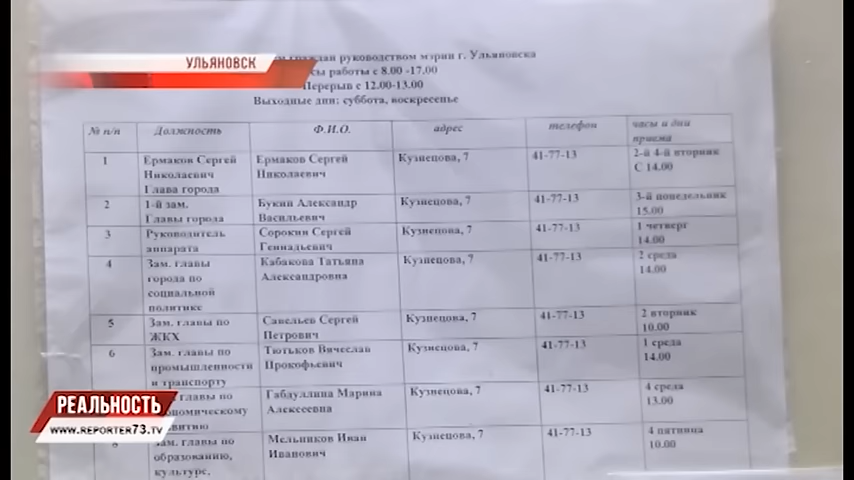 УЛЬЯНОВСК
граждан руководством мэрии г. Ульяновска
сы работы с 8.00 -17.00
Перерыв с 12.00-13.00
Выходные дни: суббота, воскресенье
№ п/п Должность Ф.И.О. адрес телефон часы и дни
приема
1 Ермаков Сергей Ермаков Сергей Кузнецова, 7 41-77-13 2-й 4-й вторник
Николаевич Николаевич С 14.00
Глава города
2 1-й зам. Букин Александр Кузнецова, 7 41-77-13 3-й понедельник
Главы города Васильевич 15.00
3 Руководитель Сорокин Сергей Кузнецова, 7 41-77-13 1 четверг
аппарата Геннадьевич 14.00
4 Зам. главы Кабакова Татьяна Кузнецова, 7 41-77-13 2 среда
города по Александровна 14.00
социальной
политике
5 Зам. главы по Савельев Сергей Кузнецова, 7 41-77-13 2 вторник
ЖКХ Петрович 10.00
6 Зам. главы по Тютьков Вячеслав Кузнецова, 7 41-77-13 1 среда
промышленности Прокофьевич 14.00
и транспорту
по Габдуллина Марина Кузнецова, 7 41-77-13 4 среда
ономическому Алексеевна 13.00
витию
8 Зам. главы по Мельников Иван Кузнецова, 7 41-77-13 4 пятница
образованию, Иванович 10.00
культуре,
РЕАЛЬНОСТЬ
WWW.REPORTER73.TV